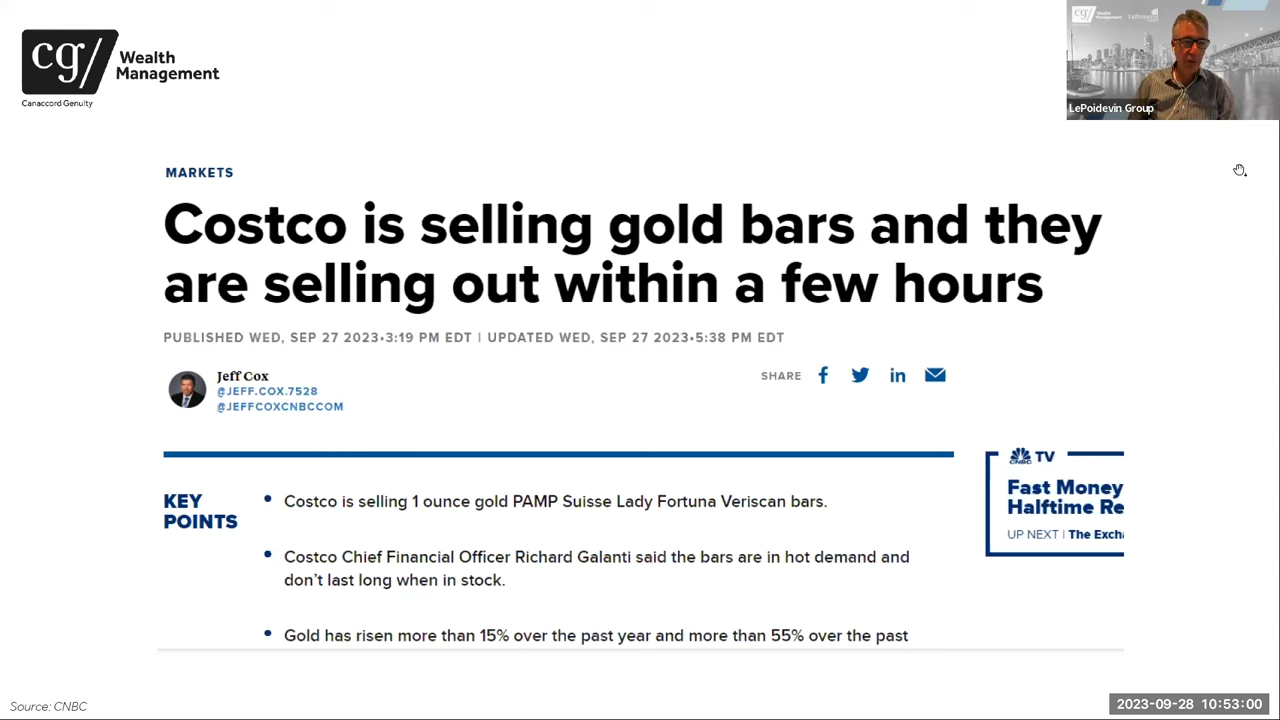 cg/ Wealth
Management
Canaccord Genuity
cg/ Wealth
Management
LePoidevin Group
MARKETS
Costco is selling gold bars and they
are selling out within a few hours
PUBLISHED WED, SEP 27 2023•3:19 PM EDT | UPDATED WED, SEP 27 2023•5:38 PM EDT
Jeff Cox
@JEFF.COX.7528
@JEFFCOXCNBCCOM
SHARE f in
KEY
POINTS
• Costco is selling 1 ounce gold PAMP Suisse Lady Fortuna Veriscan bars.
• Costco Chief Financial Officer Richard Galanti said the bars are in hot demand and
don’t last long when in stock.
• Gold has risen more than 15% over the past year and more than 55% over the past
CNBC TV
Fast Money
Halftime Re
UP NEXT | The Exch
Source: CNBC
2023-09-28 10:53:00